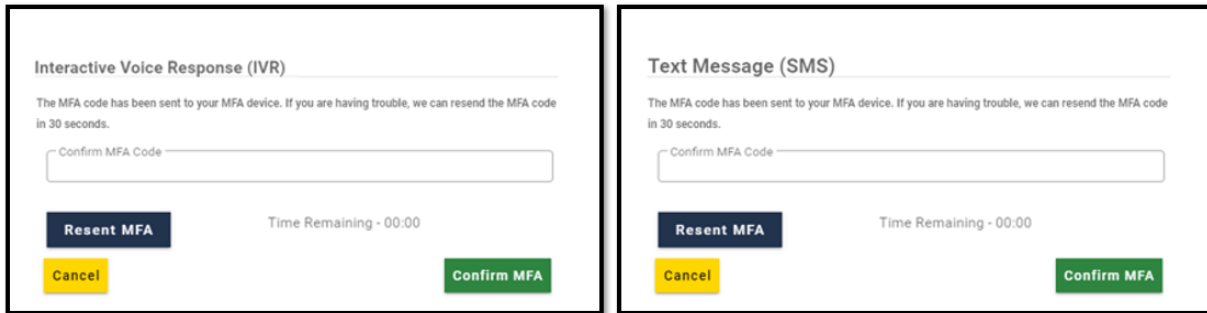 Interactive Voice Response (IVR)
The MFA code has been sent to your MFA device. If you are having trouble, we can resend the MFA code
in 30 seconds.
Confirm MFA Code
Resent MFA
Time Remaining - 00:00
Cancel
Confirm MFA
Text Message (SMS)
The MFA code has been sent to your MFA device. If you are having trouble, we can resend the MFA code
in 30 seconds.
Confirm MFA Code
Resent MFA
Time Remaining - 00:00
Cancel
Confirm MFA